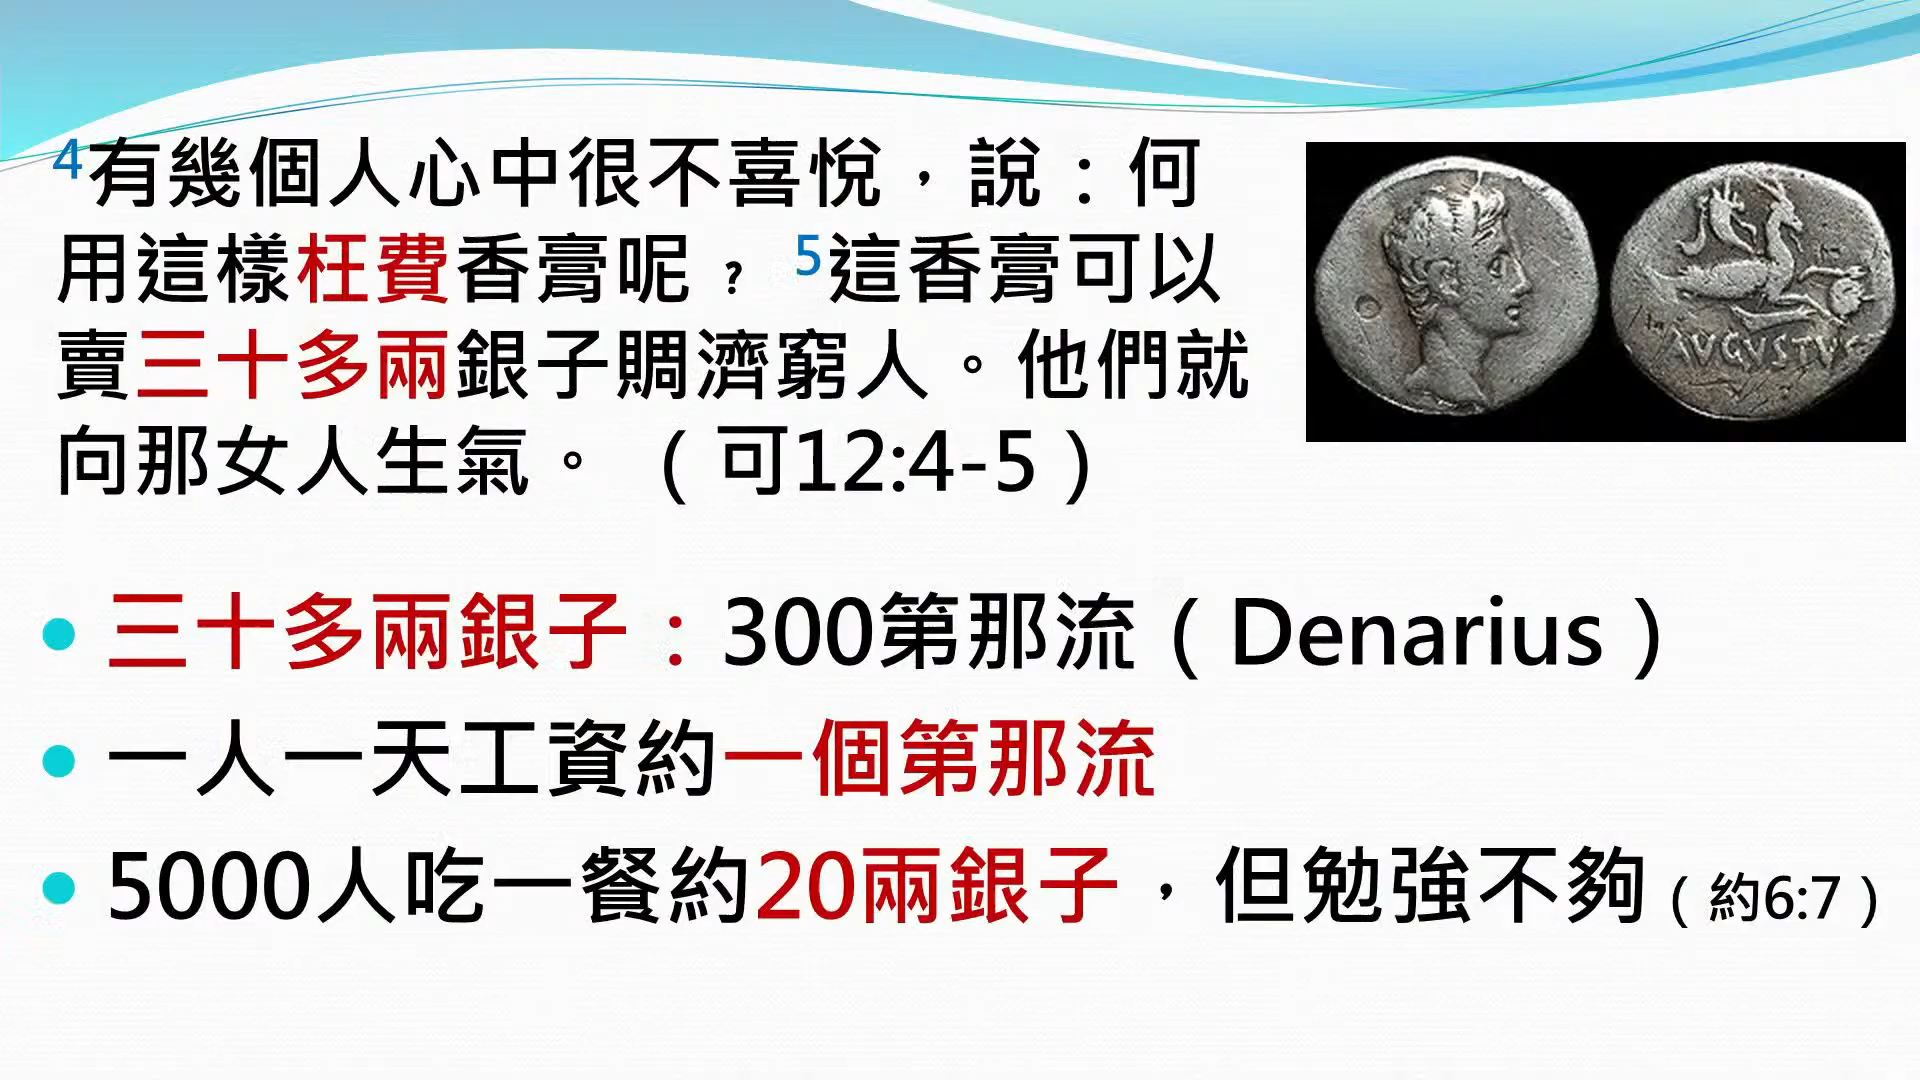 4有幾個人心中很不喜悅，說：何
用這樣枉費香膏呢﹖ 5這香膏可以
賣三十多兩銀子賙濟窮人。他們就
向那女人生氣。（可12:4-5）
AVGVSTVS
• 三十多兩銀子：300第那流（Denarius）
• 一人一天工資約一個第那流
• 5000人吃一餐約20兩銀子，但勉強不夠（約6:7）